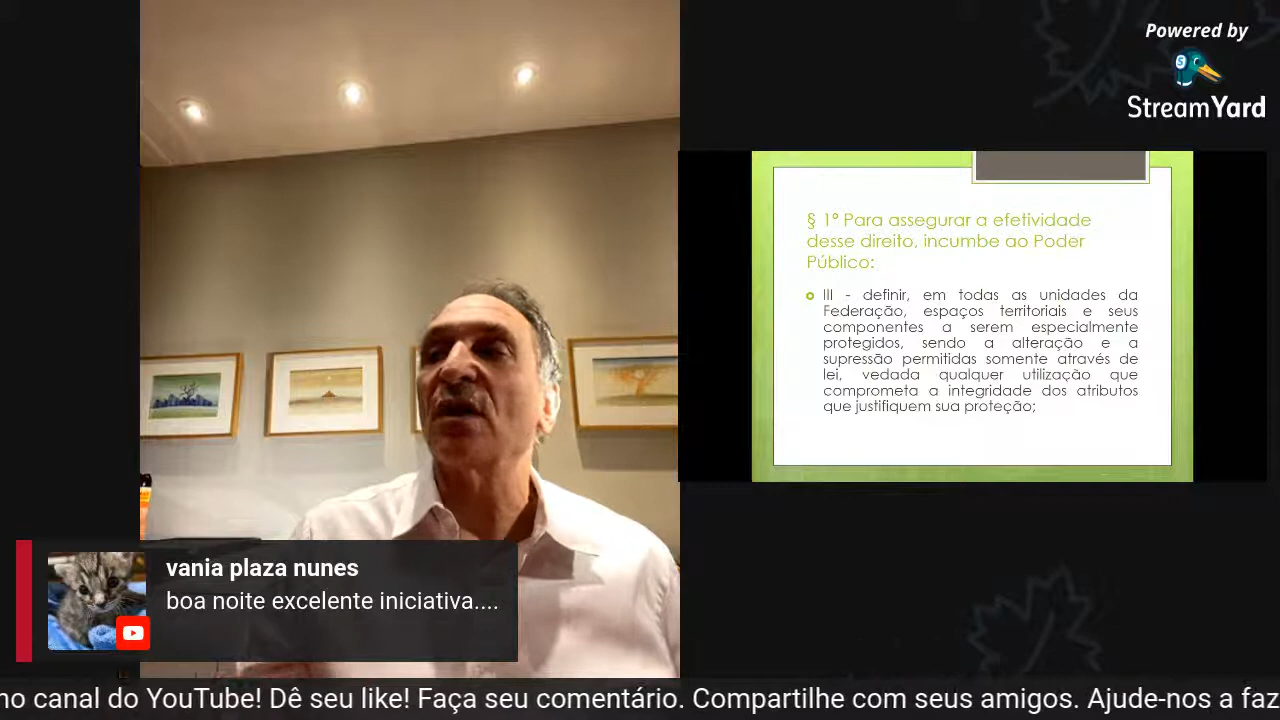 Powered by
StreamYard
§ 1º Para assegurar a efetividade
desse direito, incumbe ao Poder
Público:
III - definir, em todas as unidades da
Federação, espaços territoriais e seus
componentes a serem especialmente
protegidos, sendo a alteração e a
supressão permitidas somente através de
lei, vedada qualquer utilização que
comprometa a integridade dos atributos
que justifiquem sua proteção;
vania plaza nunes
boa noite excelente iniciativa....
no canal do YouTube! Dê seu like! Faça seu comentário. Compartilhe com seus amigos. Ajude-nos a faz